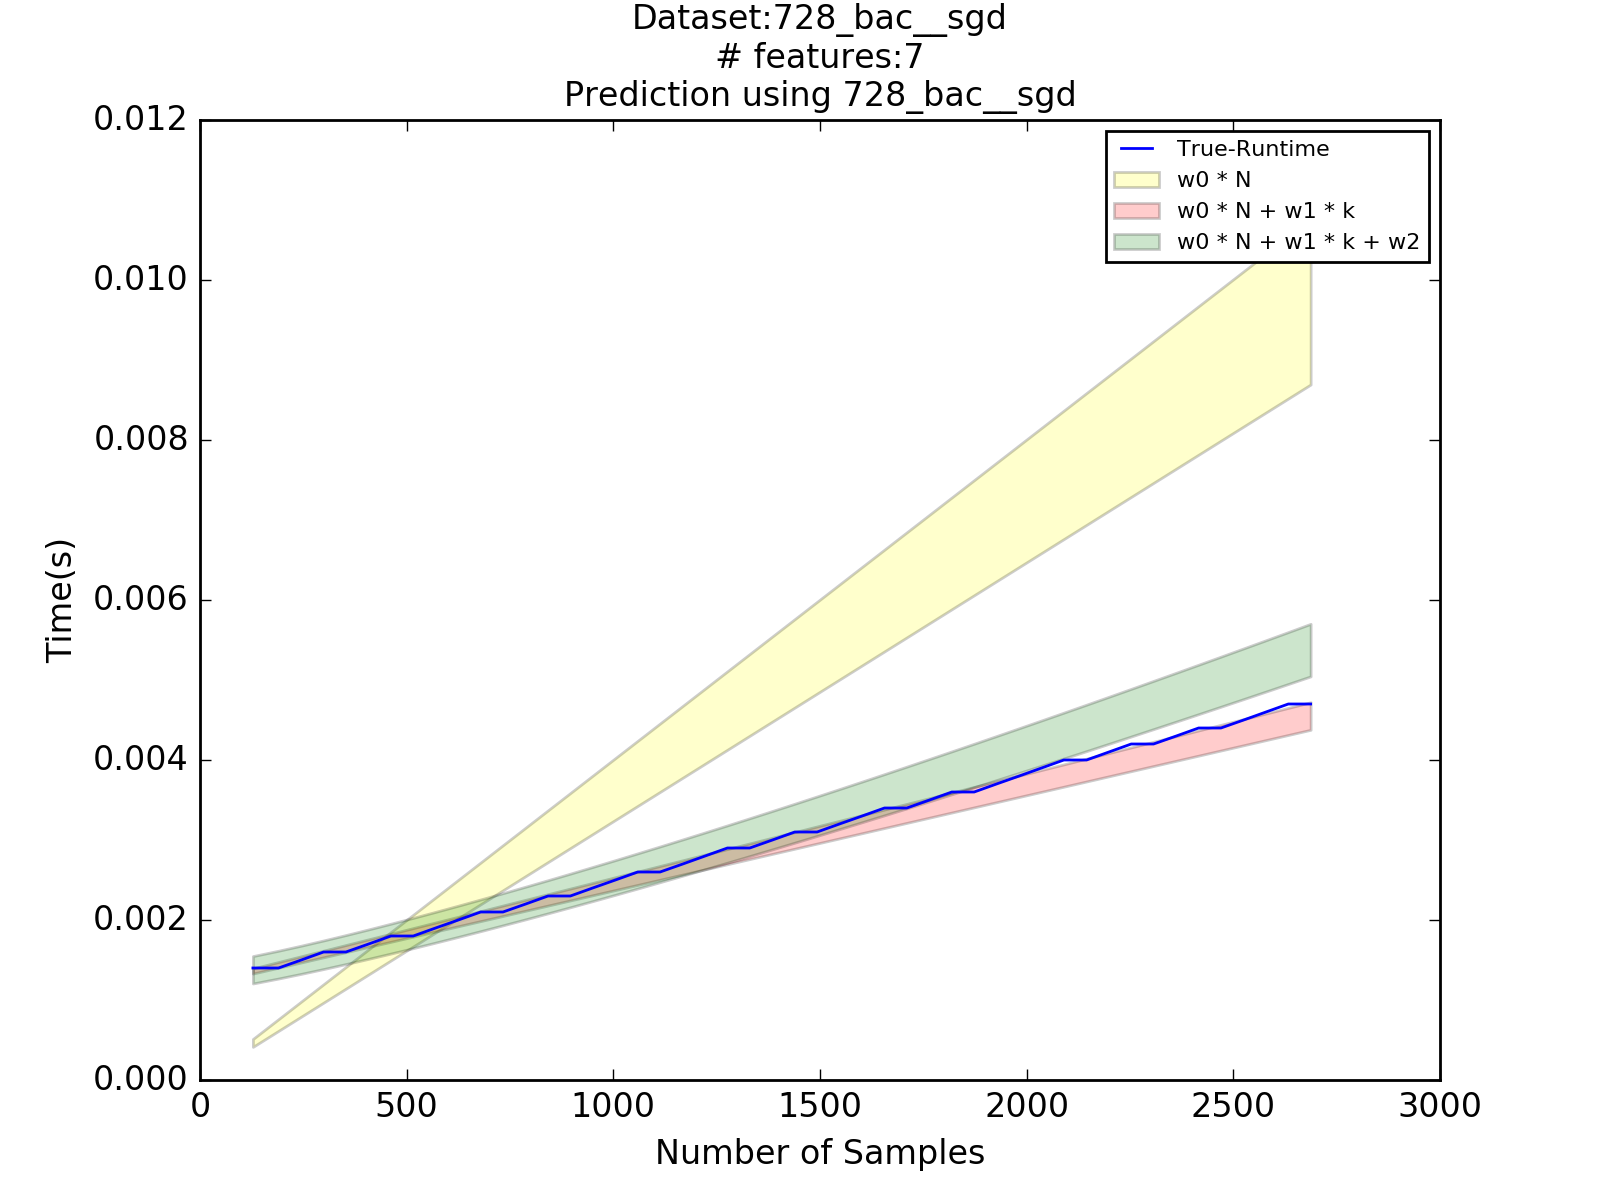 Dataset:728_bac__sgd
# features:7
Prediction using 728_bac__sgd
True-Runtime
w0 * N
w0 * N + w1 * k
w0 * N + w1 * k + w2
Time(s)
0.012
0.010
0.008
0.006
0.004
0.002
0.000
0 500 1000 1500 2000 2500 3000
Number of Samples